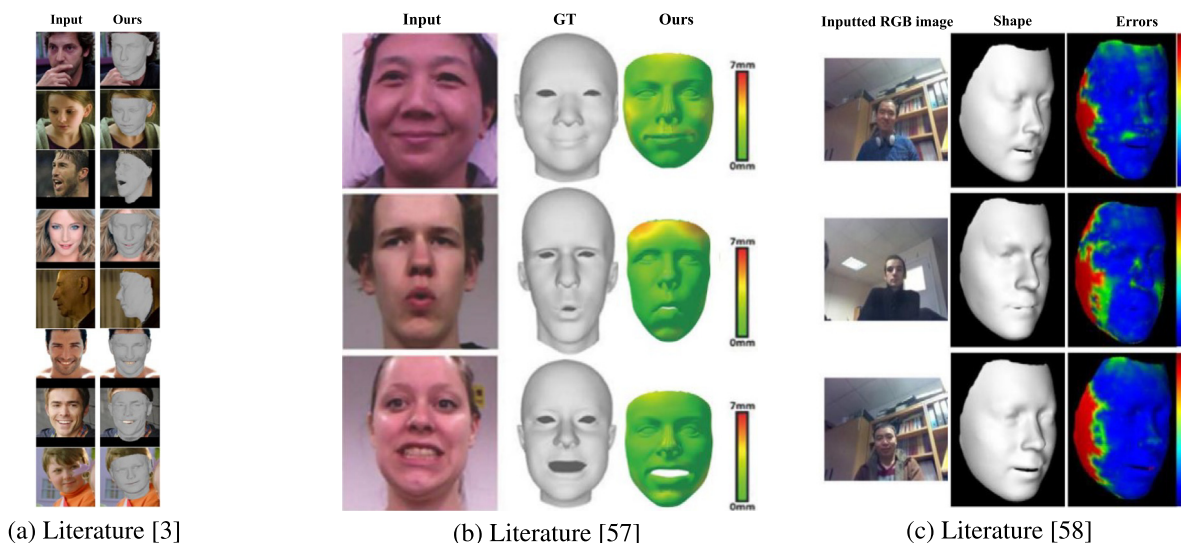 Input Ours
Input GT Ours
Inputted RGB image Shape Errors
7mm
0mm
7mm
0mm
7mm
0mm
(a) Literature [3]
(b) Literature [57]
(c) Literature [58]